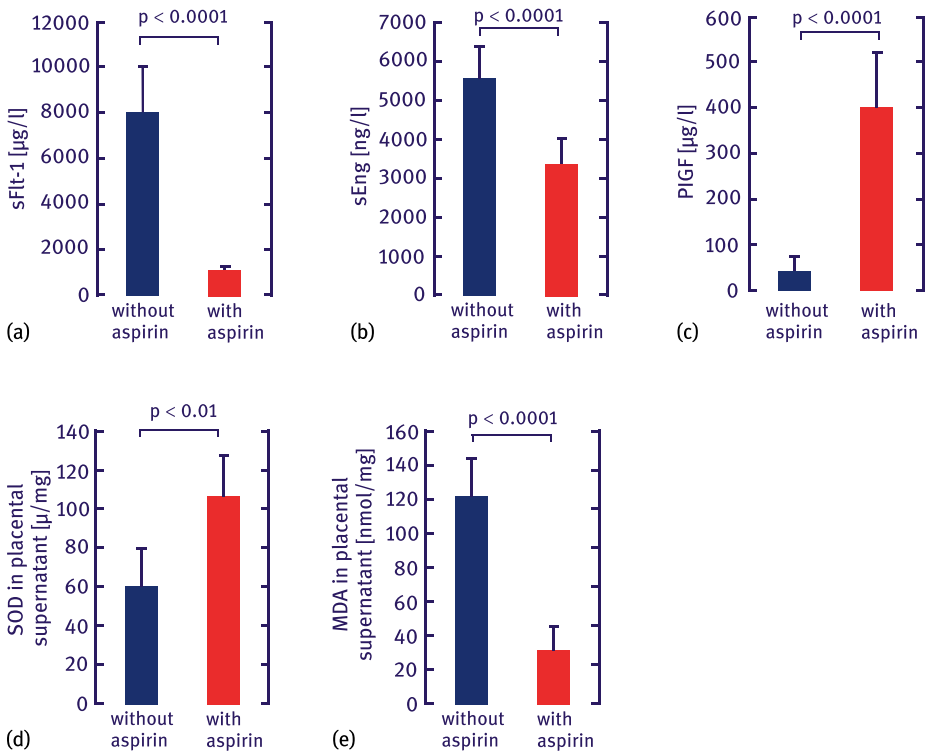 p < 0.0001
12000
10000
8000
6000
4000
2000
0
sFlt-1 [µg/l]
without aspirin
with aspirin
(a)
p < 0.0001
7000
6000
5000
4000
3000
2000
1000
0
sEng [ng/l]
without aspirin
with aspirin
(b)
p < 0.0001
600
500
400
300
200
100
0
PlGF [µg/l]
without aspirin
with aspirin
(c)
p < 0.01
140
120
100
80
60
40
20
0
SOD in placental
supernatant [µ/mg]
without
aspirin
with
aspirin
(d)
p < 0.0001
160
140
120
100
80
60
40
20
0
MDA in placental
supernatant [nmol/mg]
without
aspirin
with
aspirin
(e)